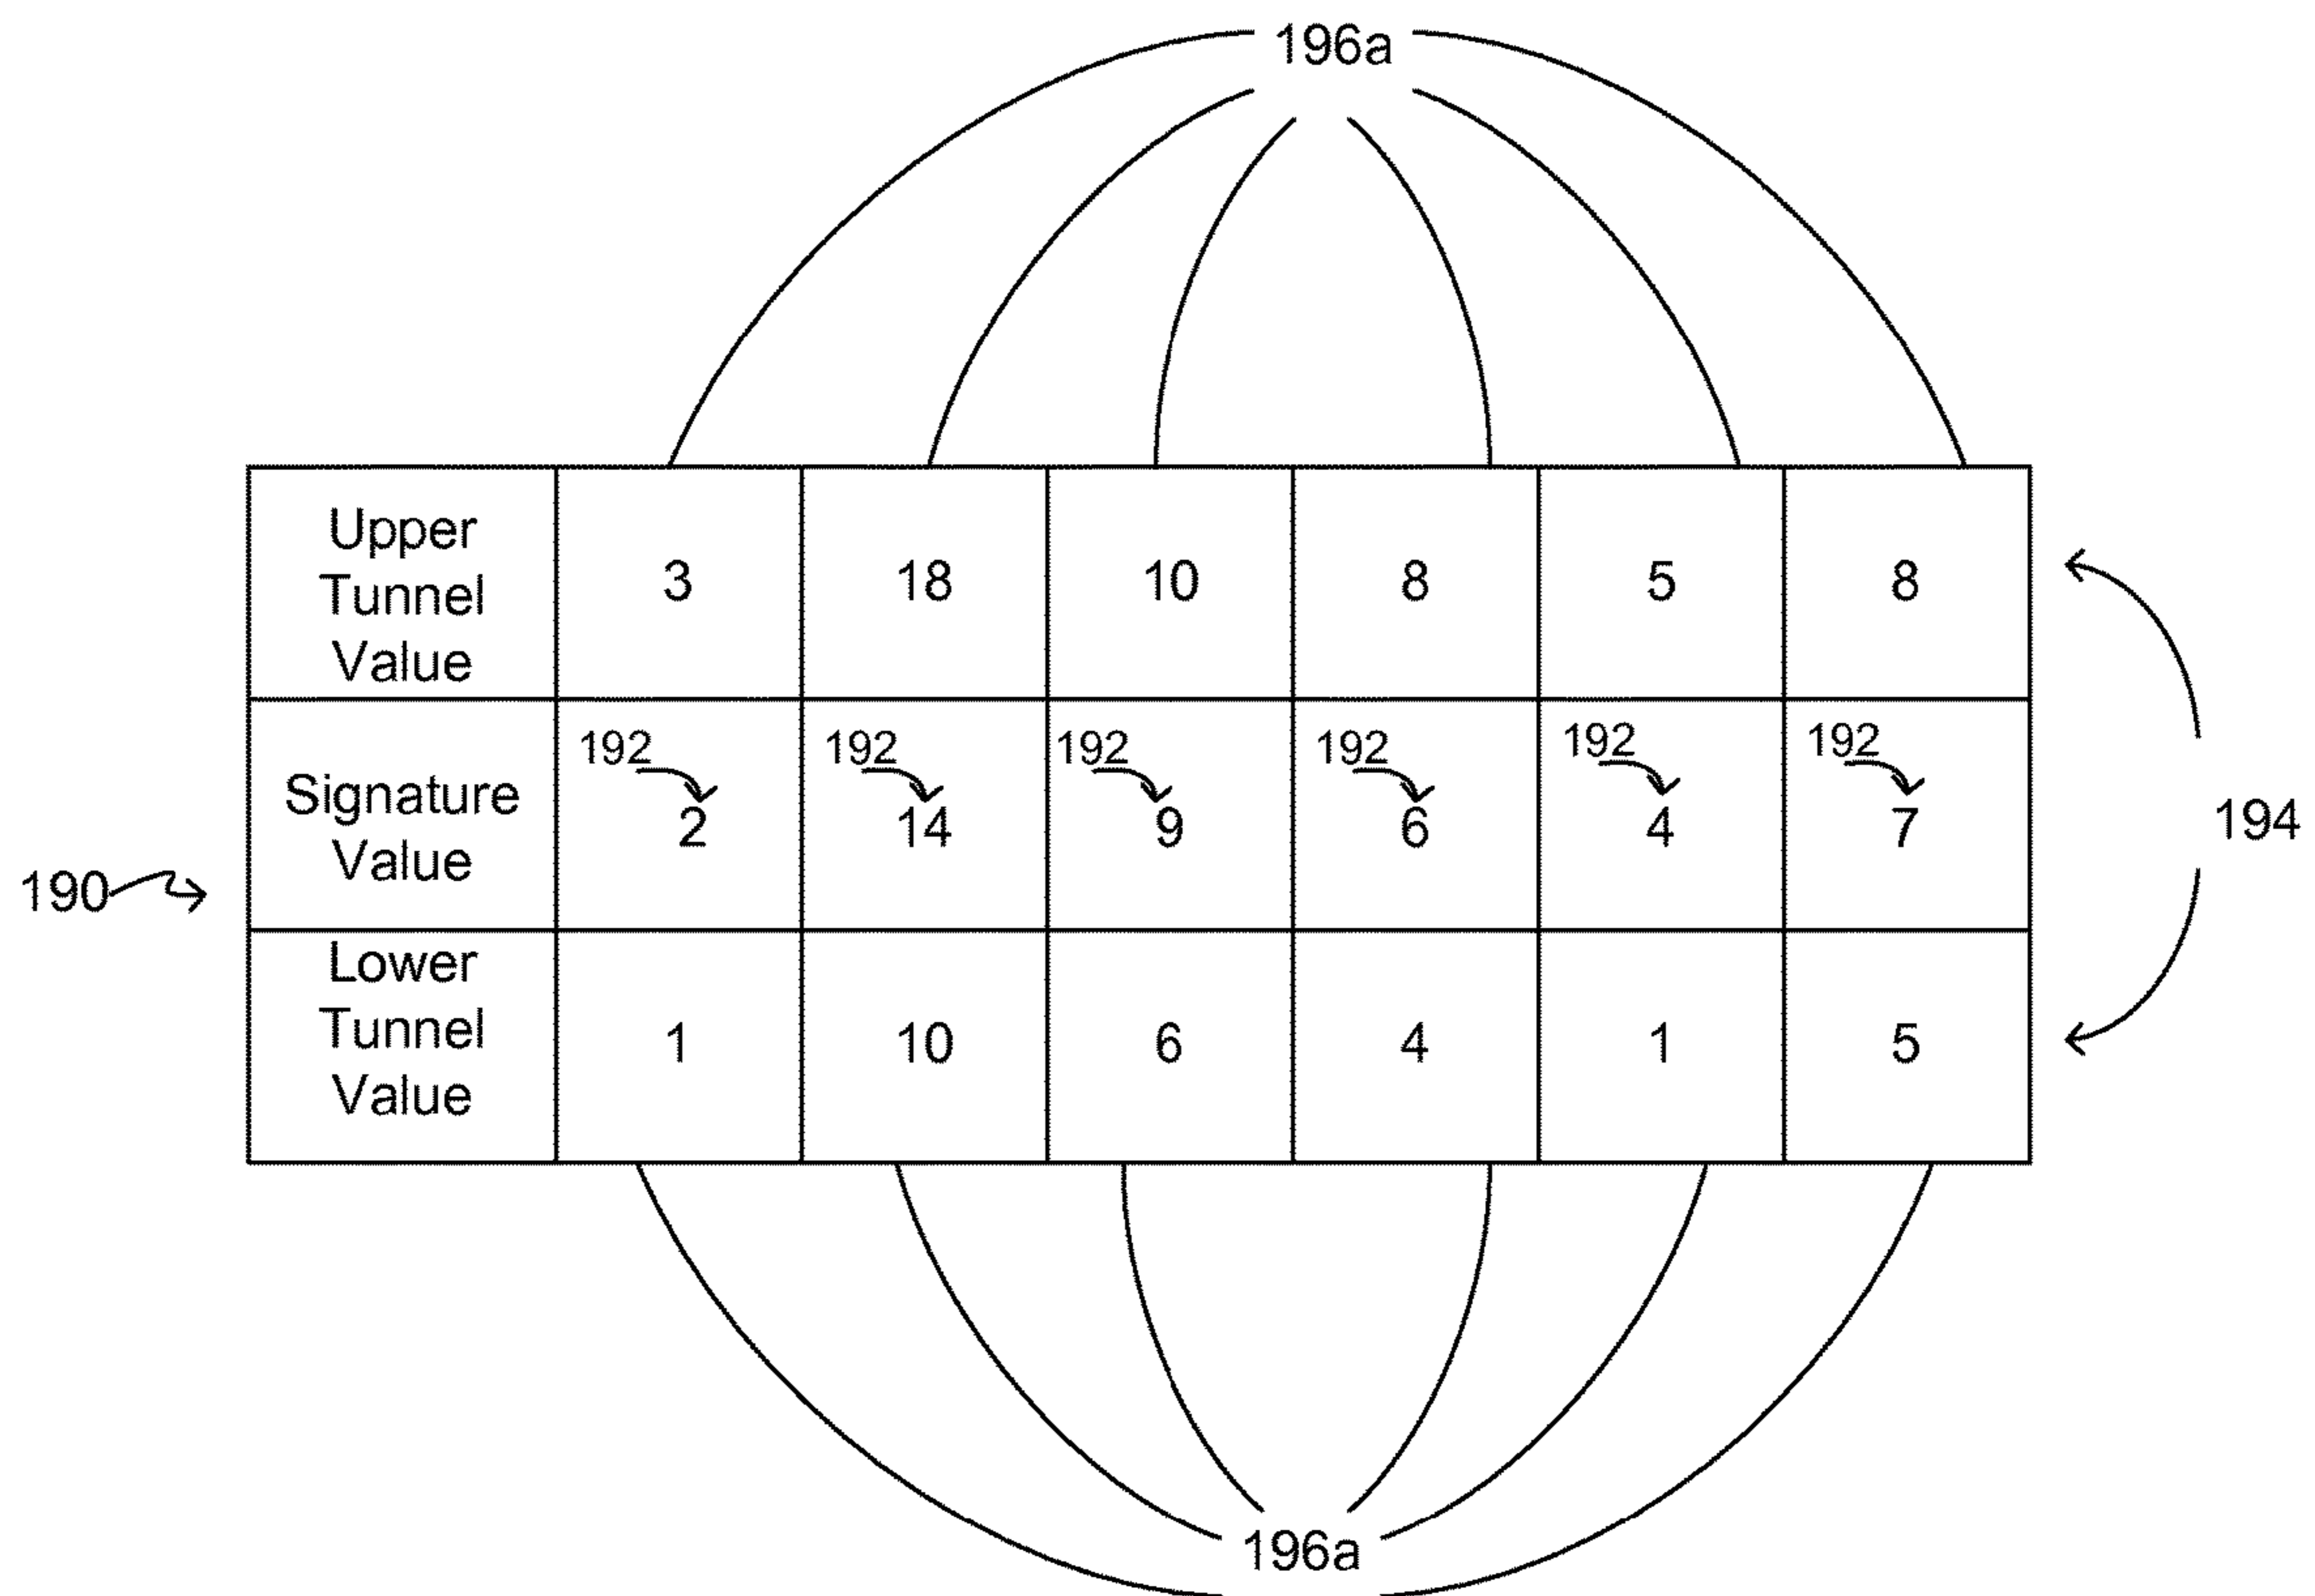 196a
Upper
Tunnel
Value
3 18 10 8 5 8
192 192 192 192 192 192
Signature
Value
2 14 9 6 4 7
194
190
Lower
Tunnel
Value
1 10 6 4 1 5
196a